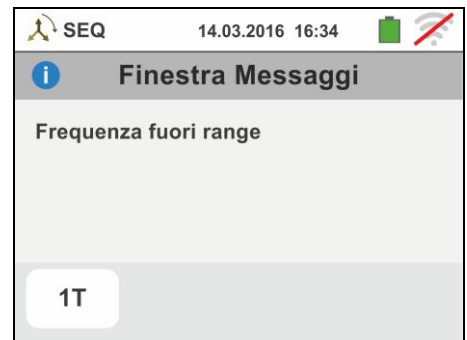 SEQ 14.03.2016 16:34
i Finestra Messaggi
Frequenza fuori range
1T